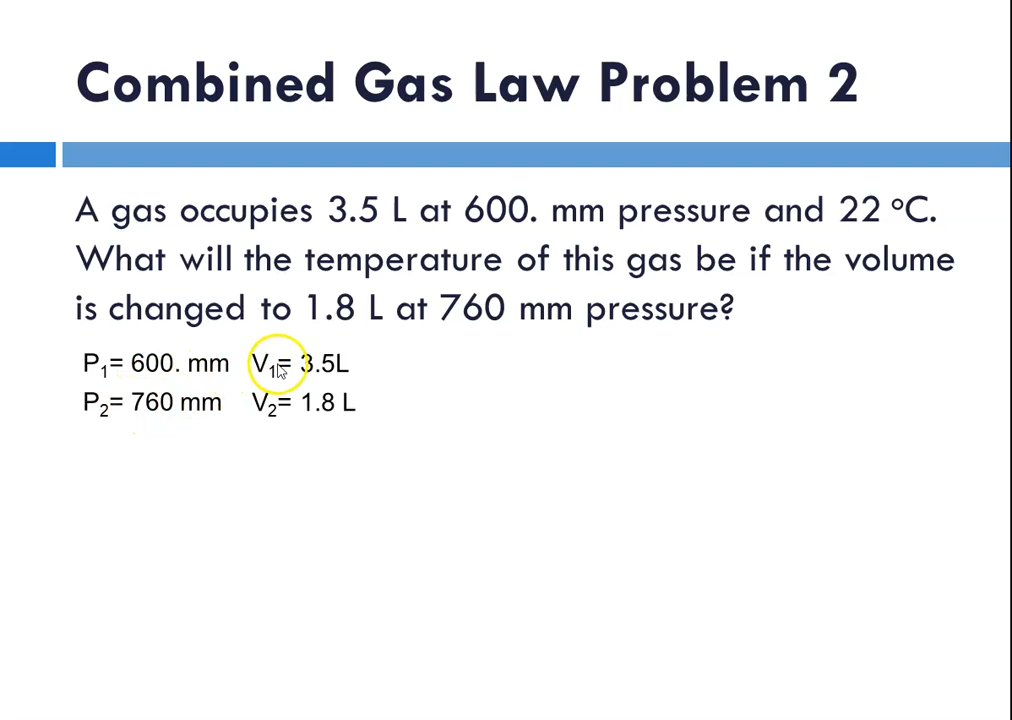 Combined Gas Law Problem 2
A gas occupies 3.5 L at 600. mm pressure and 22 ºC.
What will the temperature of this gas be if the volume
is changed to 1.8 L at 760 mm pressure?
P₁= 600. mm V₁= 3.5L
P₂= 760 mm V₂= 1.8 L